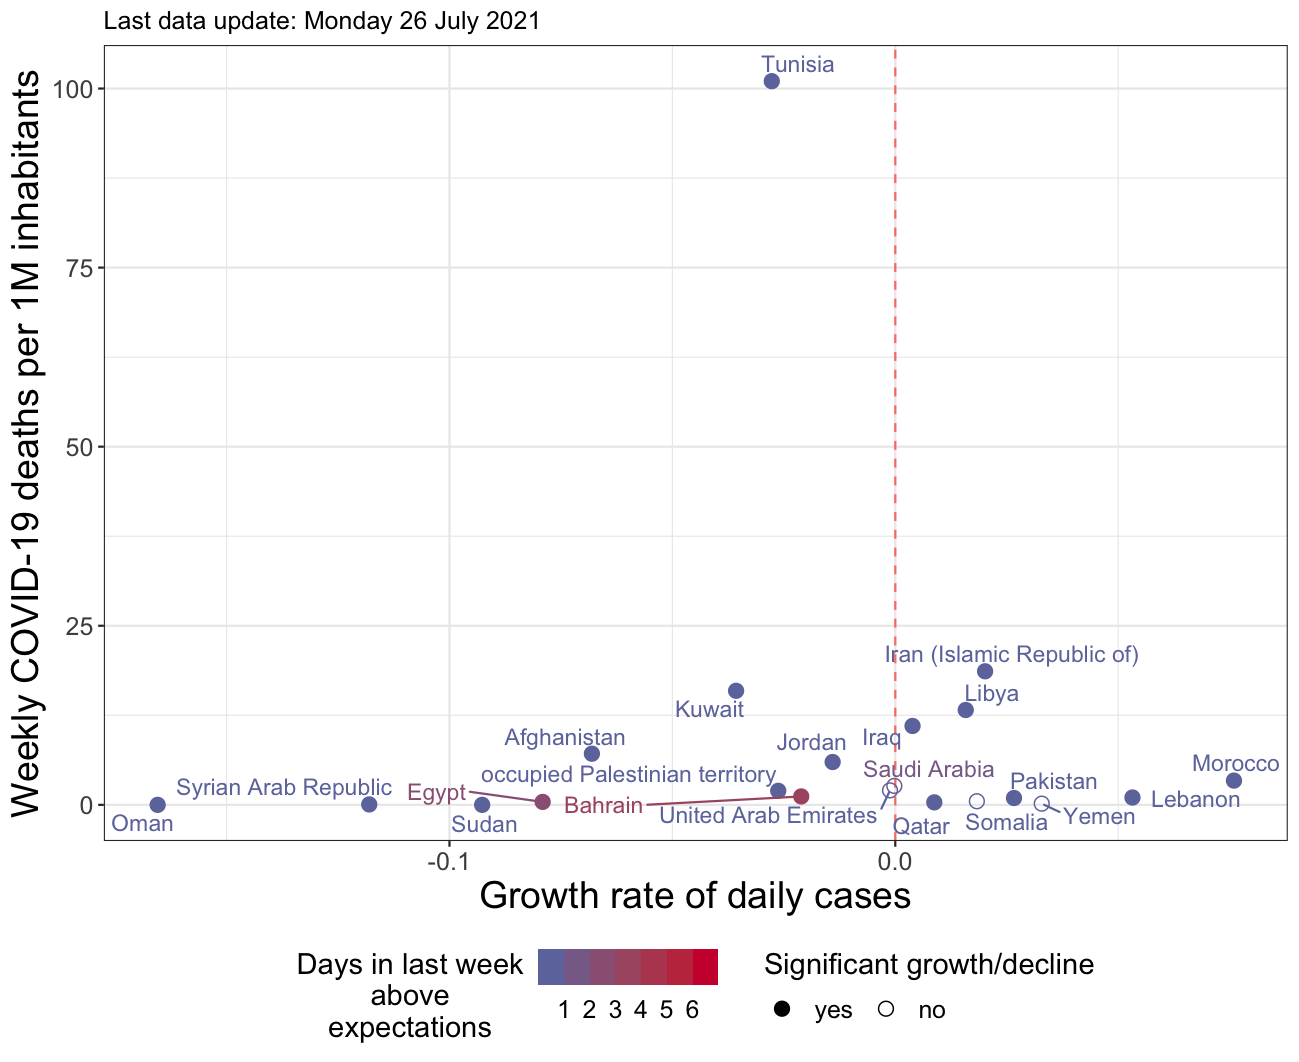 Last data update: Monday 26 July 2021
Weekly COVID-19 deaths per 1M inhabitants
100
75
50
25
0
Tunisia
Iran (Islamic Republic of)
Libya
Kuwait
Afghanistan
Jordan
Iraq
occupied Palestinian territory
Saudi Arabia
Morocco
Syrian Arab Republic
Egypt
Bahrain
Pakistan
Lebanon
United Arab Emirates
Oman
Sudan
Qatar
Somalia
Yemen
-0.1
0.0
Growth rate of daily cases
Days in last week
above
expectations
1 2 3 4 5 6
Significant growth/decline
yes
no